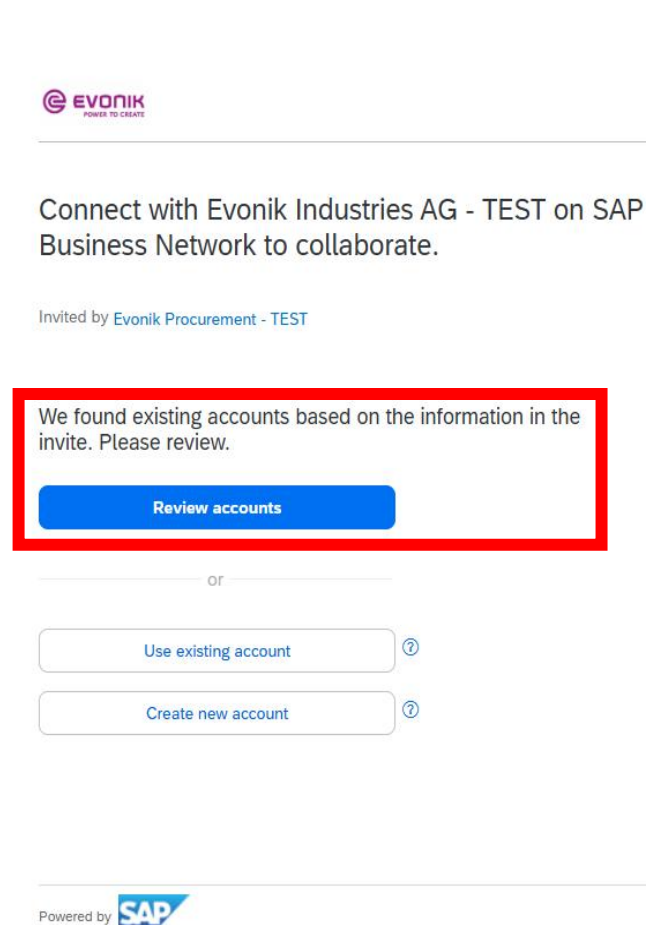 EVONIK
POWER TO CREATE
Connect with Evonik Industries AG - TEST on SAP
Business Network to collaborate.
Invited by Evonik Procurement - TEST
We found existing accounts based on the information in the
invite. Please review.
Review accounts
or
Use existing account ?
Create new account ?
Powered by SAP